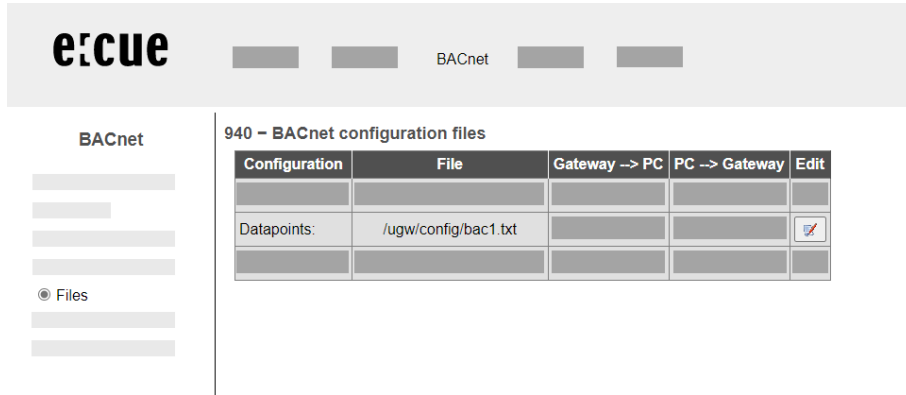 e:cue
BACnet
BACnet
Files
940 − BACnet configuration files
Configuration File Gateway --> PC PC --> Gateway Edit
Datapoints: /ugw/config/bac1.txt